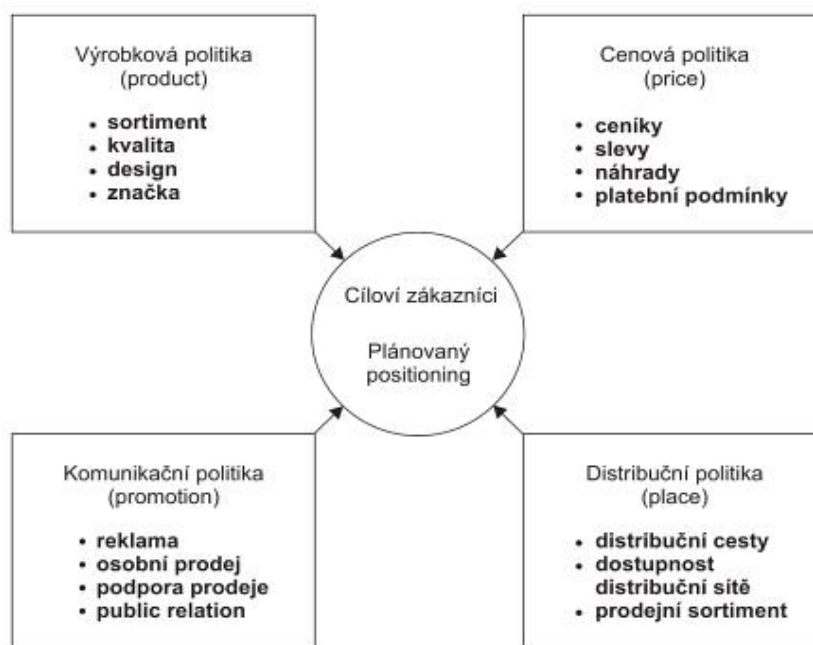 Výrobková politika
(product)
• sortiment
• kvalita
• design
• značka
Cenová politika
(price)
• ceníky
• slevy
• náhrady
• platební podmínky
Cíloví zákazníci
Plánovaný
positioning
Komunikační politika
(promotion)
• reklama
• osobní prodej
• podpora prodeje
• public relation
Distribuční politika
(place)
• distribuční cesty
• dostupnost
distribuční sítě
• prodejní sortiment